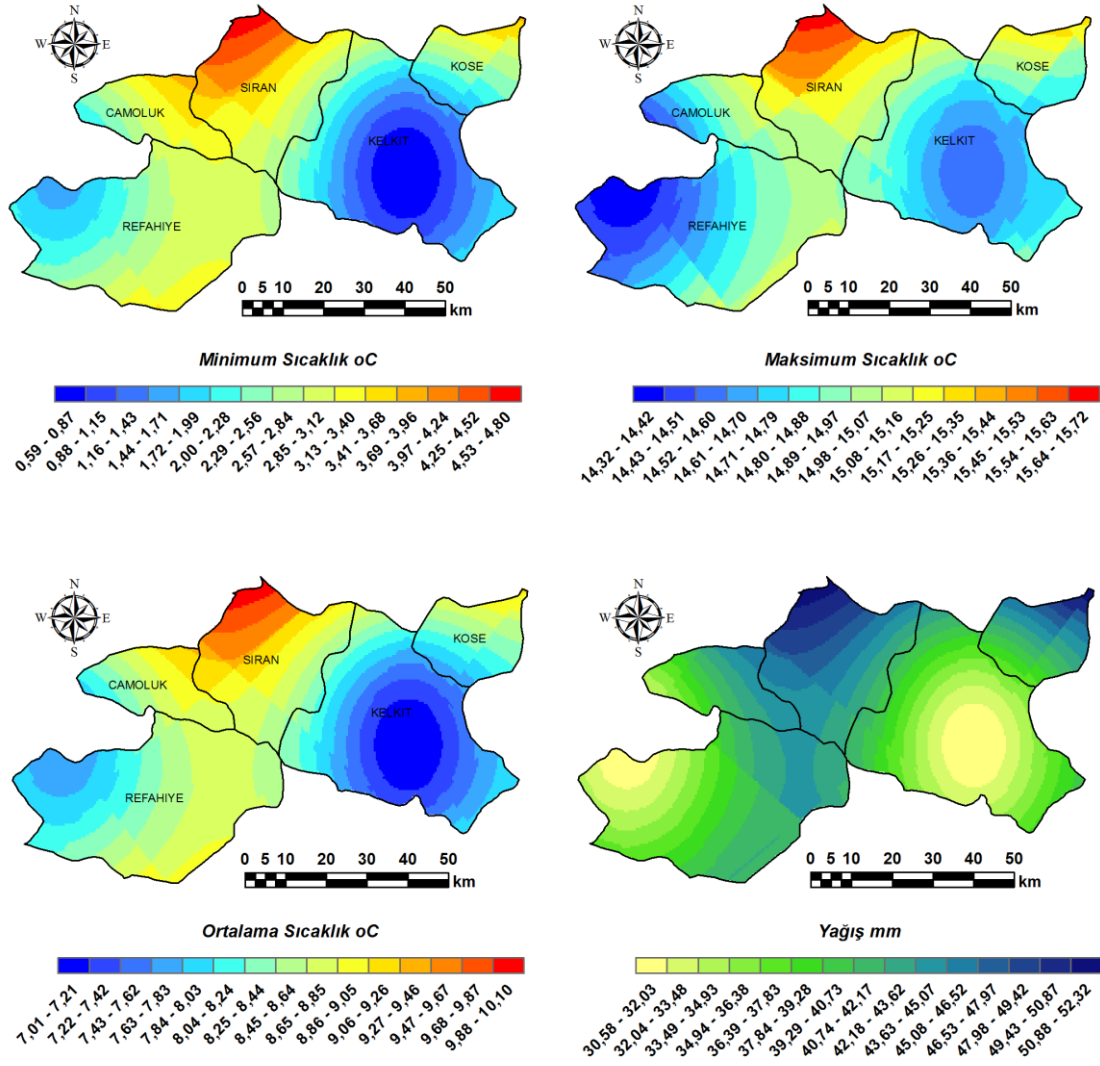 N
W E
S
SIRAN
KOSE
CAMOLUK
KELKIT
REFAHIYE
0 5 10 20 30 40 50
km
Minimum Sıcaklık oC
0,59 - 0,87
0,88 - 1,15
1,16 - 1,43
1,44 - 1,71
1,72 - 1,99
2,00 - 2,28
2,29 - 2,56
2,57 - 2,84
2,85 - 3,12
3,13 - 3,40
3,41 - 3,68
3,69 - 3,96
3,97 - 4,24
4,25 - 4,52
4,53 - 4,80
N
W E
S
SIRAN
KOSE
CAMOLUK
KELKIT
REFAHIYE
0 5 10 20 30 40 50
km
Maksimum Sıcaklık oC
14,32 - 14,42
14,43 - 14,51
14,52 - 14,60
14,61 - 14,70
14,71 - 14,79
14,80 - 14,88
14,89 - 14,97
14,98 - 15,07
15,08 - 15,16
15,17 - 15,25
15,26 - 15,35
15,36 - 15,44
15,45 - 15,53
15,54 - 15,63
15,64 - 15,72
N
W E
S
SIRAN
KOSE
CAMOLUK
KELKIT
REFAHIYE
0 5 10 20 30 40 50
km
Ortalama Sıcaklık oC
7,01 - 7,21
7,22 - 7,42
7,43 - 7,62
7,63 - 7,83
7,84 - 8,03
8,04 - 8,24
8,25 - 8,44
8,45 - 8,64
8,65 - 8,85
8,86 - 9,05
9,06 - 9,26
9,27 - 9,46
9,47 - 9,67
9,68 - 9,87
9,88 - 10,10
N
W E
S
0 5 10 20 30 40 50
km
Yağış mm
30,58 - 32,03
32,04 - 33,48
33,49 - 34,93
34,94 - 36,38
36,39 - 37,83
37,84 - 39,28
39,29 - 40,73
40,74 - 42,17
42,18 - 43,62
43,63 - 45,07
45,08 - 46,52
46,53 - 47,97
47,98 - 49,42
49,43 - 50,87
50,88 - 52,32